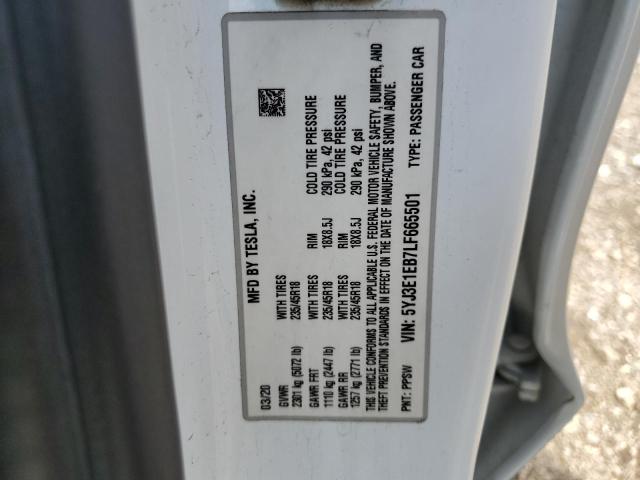 MFD BY TESLA, INC.
03/20
GVWR WITH TIRES
2301 kg (5072 lb) 235/45R18
GAWR FRT WITH TIRES RIM COLD TIRE PRESSURE
1110 kg (2447 lb) 235/45R18 18X8.5J 290 kPa, 42 psi
GAWR RR WITH TIRES RIM COLD TIRE PRESSURE
1257 kg (2771 lb) 235/45R18 18X8.5J 290 kPa, 42 psi
THIS VEHICLE CONFORMS TO ALL APPLICABLE U.S. FEDERAL MOTOR VEHICLE SAFETY, BUMPER, AND
THEFT PREVENTION STANDARDS IN EFFECT ON THE DATE OF MANUFACTURE SHOWN ABOVE.
VIN: 5YJ3E1EB7LF665501
PNT: PPSW TYPE: PASSENGER CAR